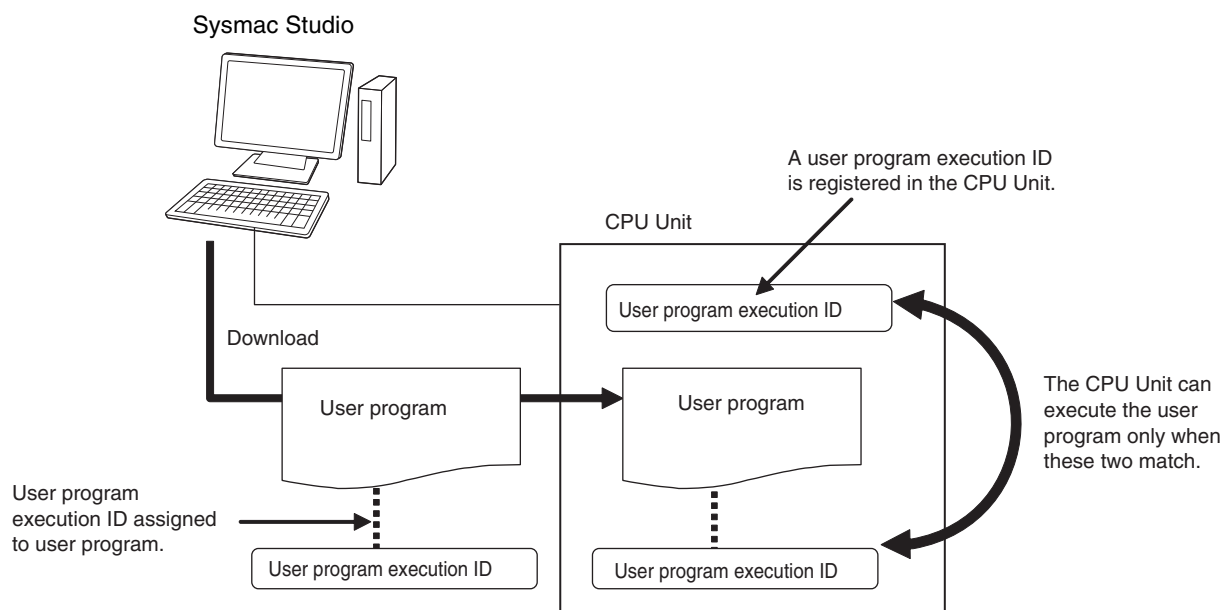 Sysmac Studio
A user program execution ID
is registered in the CPU Unit.
CPU Unit
User program execution ID
Download
User program
User program
The CPU Unit can
execute the user
program only when
these two match.
User program
execution ID assigned
to user program.
User program execution ID
User program execution ID